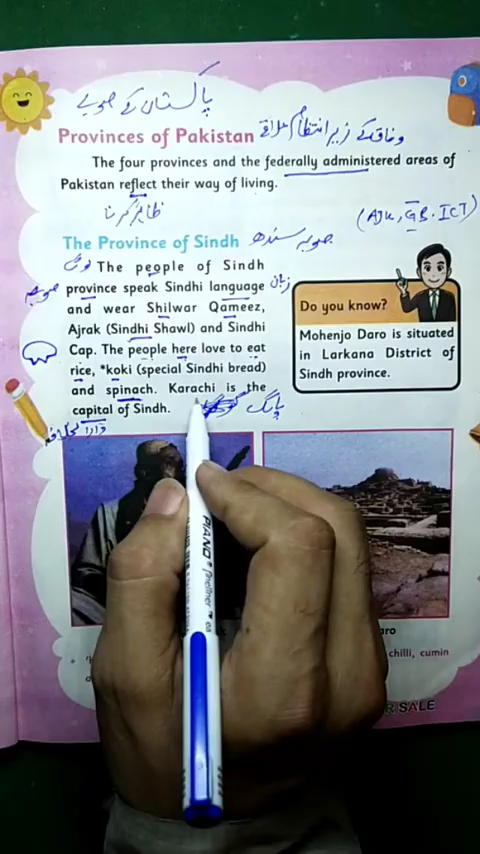 پاکستان کے صوبے
Provinces of Pakistan وفاق کے زیر انتظام علاقے
The four provinces and the federally administered areas of
Pakistan reflect their way of living.
ظاہر کرنا
(AJK, GB. ICT)
The Province of Sindh صوبہ سندھ
The people of Sindh
province speak Sindhi language زبان
صوبے
and wear Shilwar Qameez,
Ajrak (Sindhi Shawl) and Sindhi
Cap. The people here love to eat
rice, *koki (special Sindhi bread)
and spinach. Karachi is the
capital of Sindh. پالک
دارالخلافہ
Do you know?
Mohenjo Daro is situated
in Larkana District of
Sindh province.
aro
chilli, cumin
R SALE
PIANO fineliner